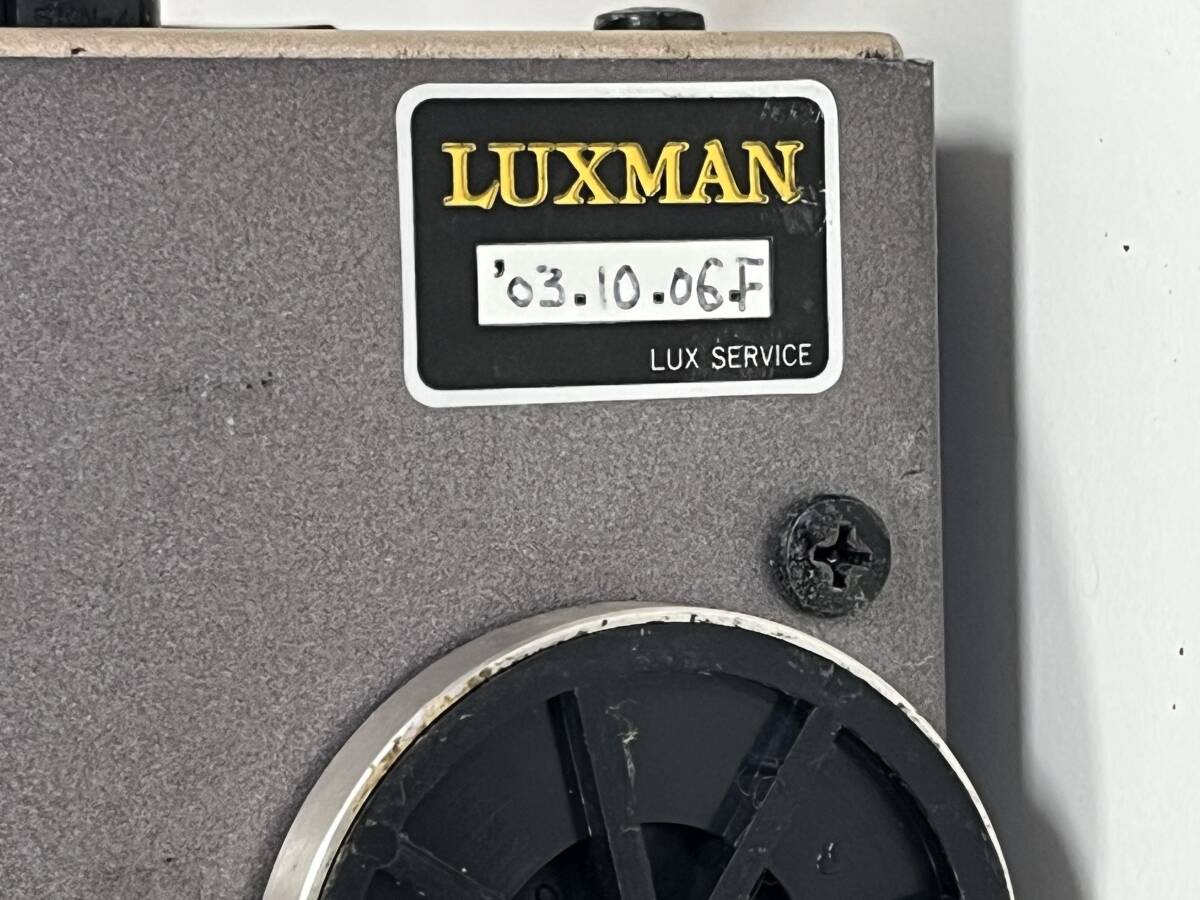 LUXMAN
'03.10.06F
LUX SERVICE